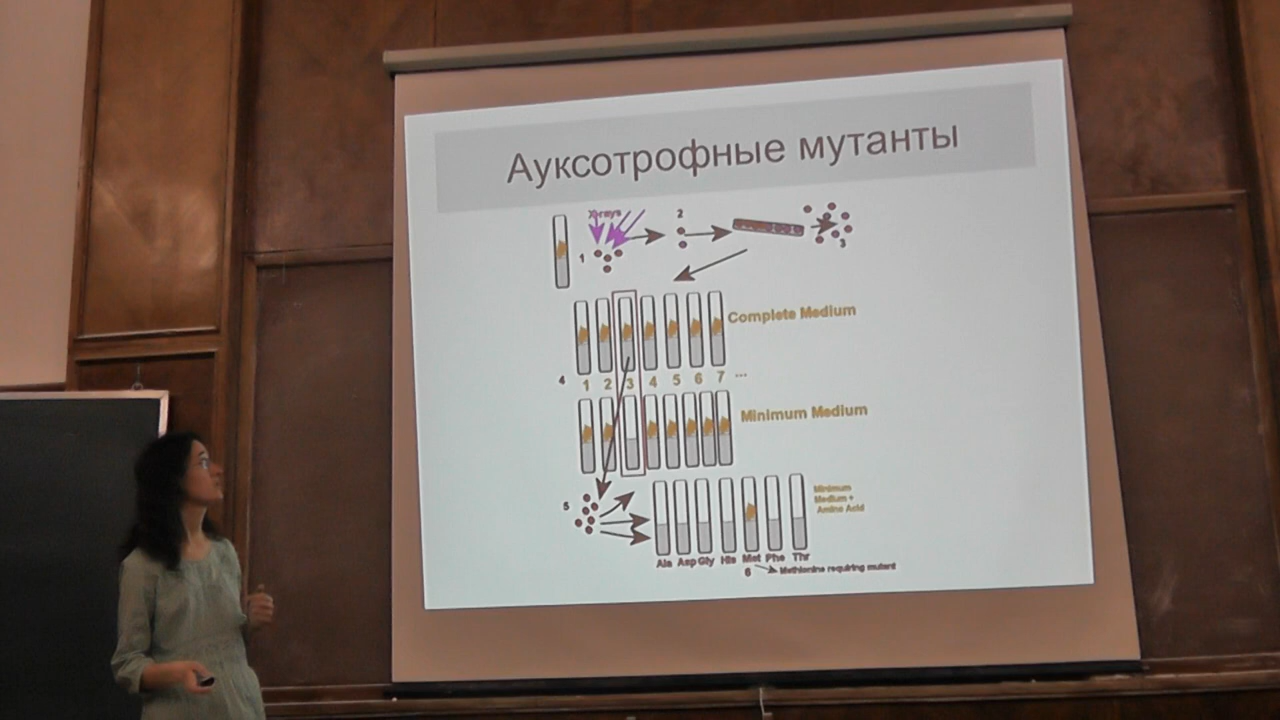 Ауксотрофные мутанты
X-rays
2
1
3
Complete Medium
4
1 2 3 4 5 6 7 ...
Minimum Medium
5
Minimum
Medium +
Amino Acid
Ala Asp Gly His Met Phe Thr
6 Methionine requiring mutant